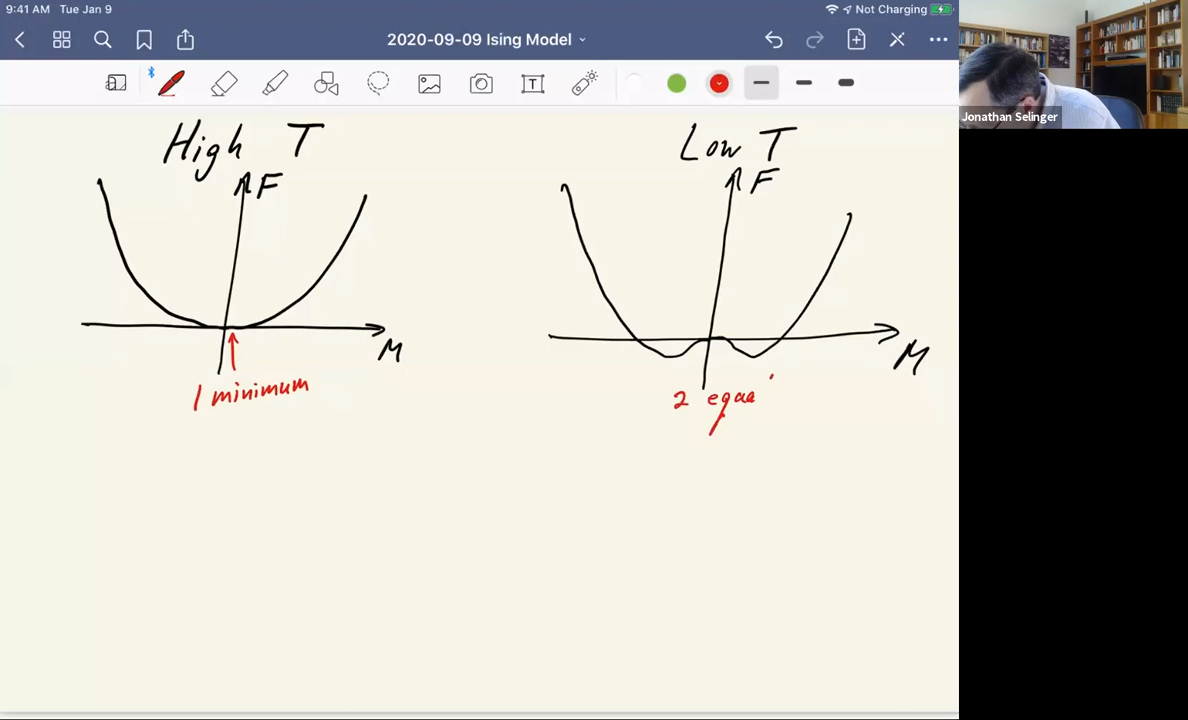 9:41 AM Tue Jan 9
Not Charging
2020-09-09 Ising Model
T
Jonathan Selinger
High T
Low T
F
F
M
M
1 minimum
2 equa